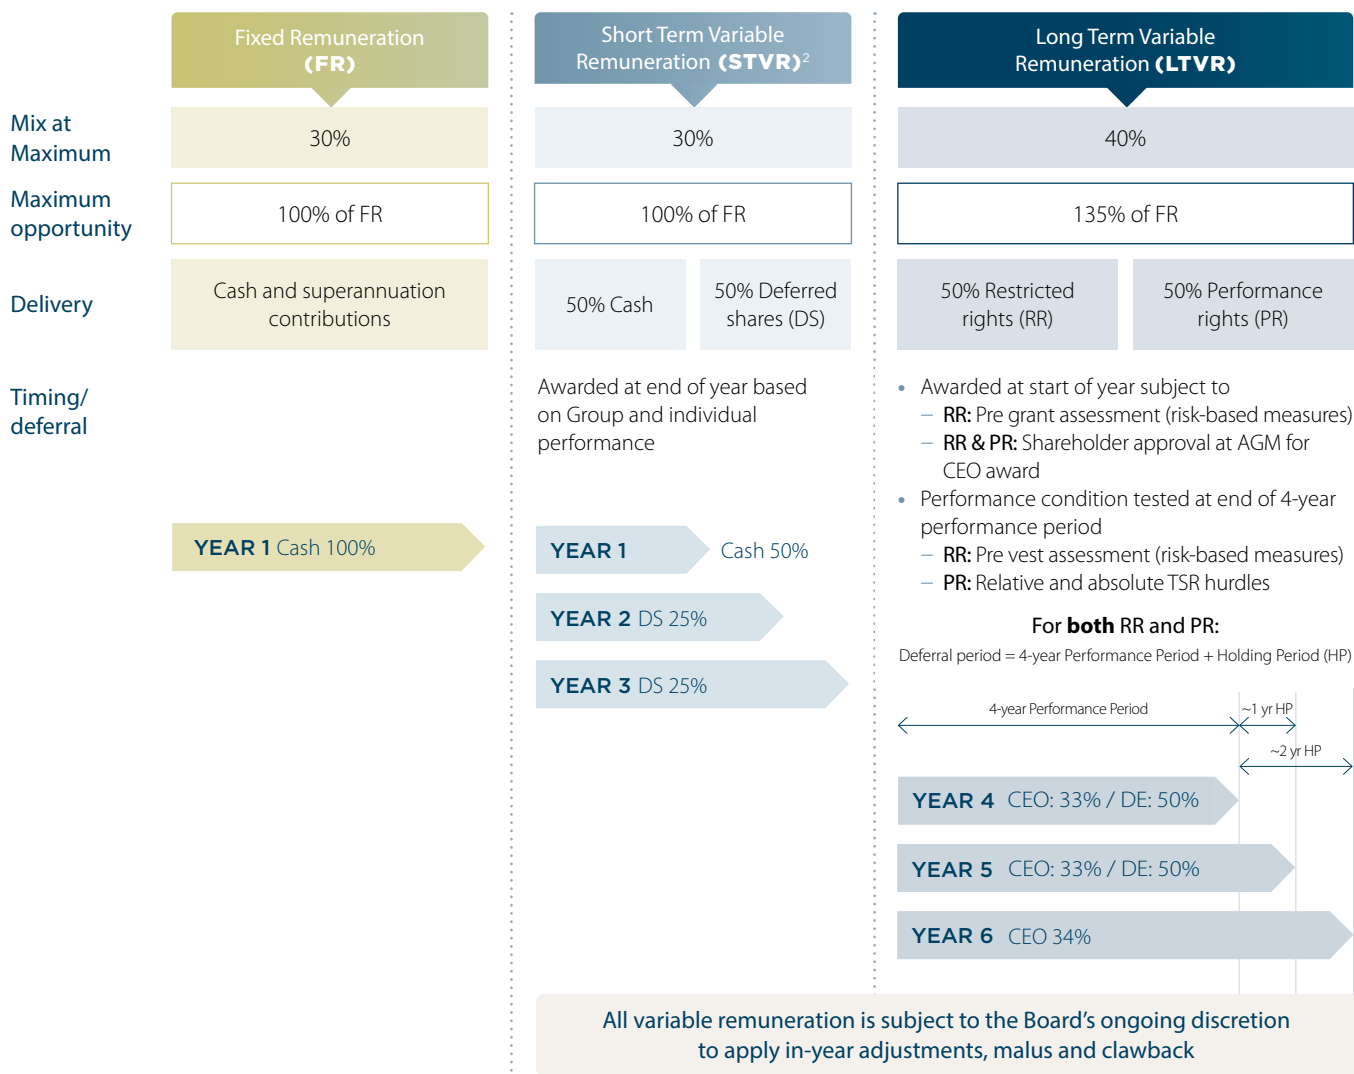 Fixed Remuneration
(FR)
Short Term Variable
Remuneration (STVR)2
Long Term Variable
Remuneration (LTVR)
Mix at
Maximum
30%
30%
40%
Maximum
opportunity
100% of FR
100% of FR
135% of FR
Delivery
Cash and superannuation
contributions
50% Cash
50% Deferred
shares (DS)
50% Restricted
rights (RR)
50% Performance
rights (PR)
Timing/
deferral
YEAR 1 Cash 100%
Awarded at end of year based
on Group and individual
performance
YEAR 1 Cash 50%
YEAR 2 DS 25%
YEAR 3 DS 25%
• Awarded at start of year subject to
– RR: Pre grant assessment (risk-based measures)
– RR & PR: Shareholder approval at AGM for
CEO award
• Performance condition tested at end of 4-year
performance period
– RR: Pre vest assessment (risk-based measures)
– PR: Relative and absolute TSR hurdles
For both RR and PR:
Deferral period = 4-year Performance Period + Holding Period (HP)
4-year Performance Period
~1 yr HP
~2 yr HP
YEAR 4 CEO: 33% / DE: 50%
YEAR 5 CEO: 33% / DE: 50%
YEAR 6 CEO 34%
All variable remuneration is subject to the Board's ongoing discretion
to apply in-year adjustments, malus and clawback